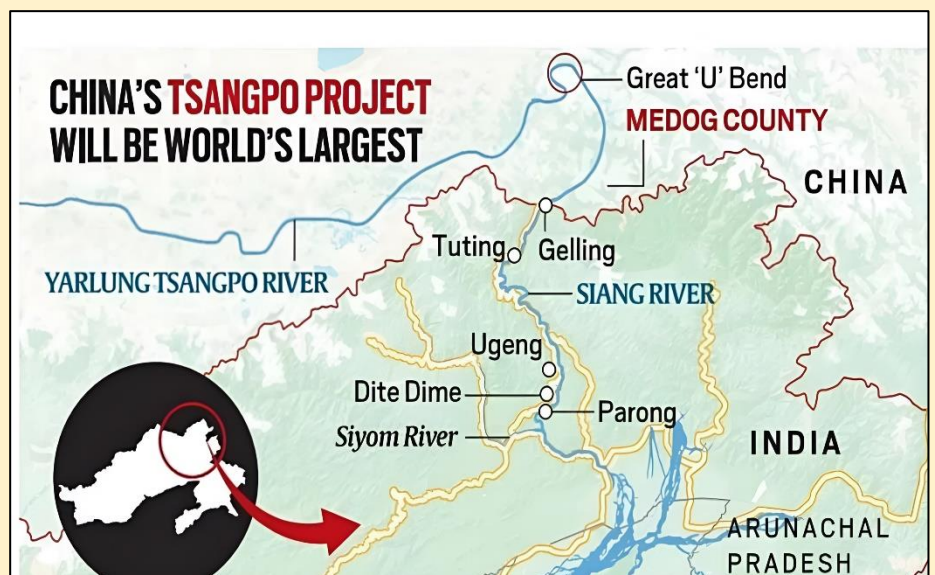 CHINA'S TSANGPO PROJECT
WILL BE WORLD'S LARGEST
Great 'U' Bend
MEDOG COUNTY
CHINA
Tuting
Gelling
YARLUNG TSANGPO RIVER
SIANG RIVER
Ugeng
Dite Dime
Parong
Siyom River
INDIA
ARUNACHAL
PRADESH